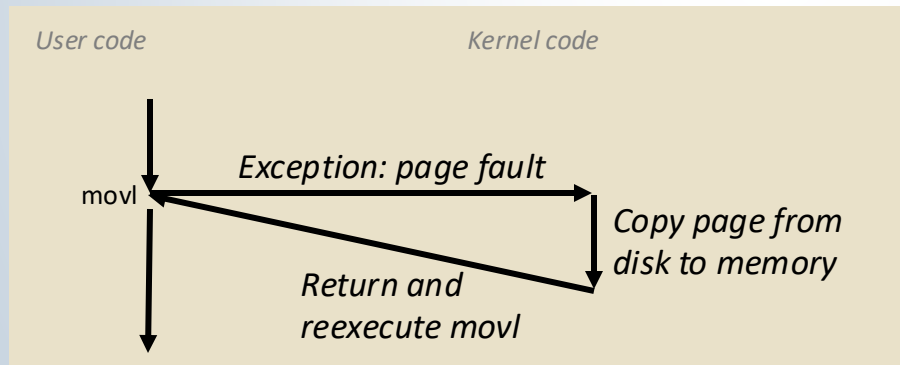 User code
Kernel code
Exception: page fault
movl
Copy page from
disk to memory
Return and
reexecute movl